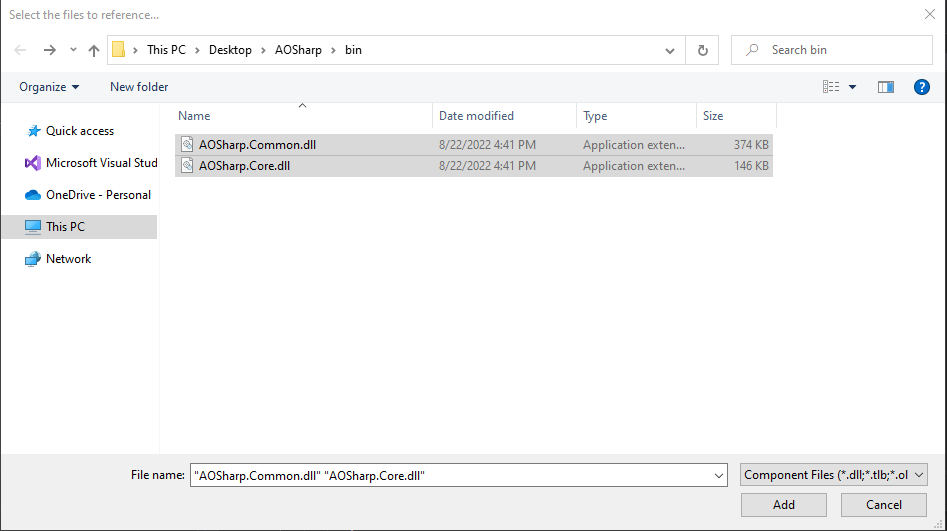 Select the files to reference...
This PC > Desktop > AOSharp > bin
Search bin
Organize
New folder
Name
Date modified
Type
Size
Quick access
Microsoft Visual Stud
OneDrive - Personal
This PC
Network
AOSharp.Common.dll 8/22/2022 4:41 PM Application exten... 374 KB
AOSharp.Core.dll 8/22/2022 4:41 PM Application exten... 146 KB
File name: "AOSharp.Common.dll" "AOSharp.Core.dll"
Component Files (*.dll;*.tlb;*.ol
Add
Cancel